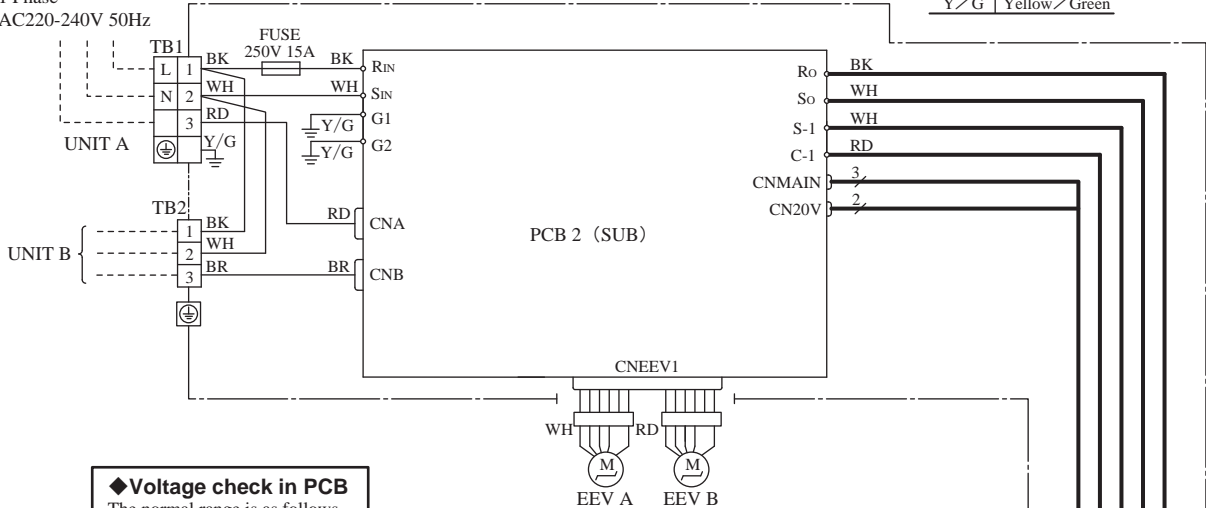 AC220-240V 50Hz
Y/G Yellow/Green
TB1
FUSE
250V 15A
L 1 BK BK RIN
N 2 WH WH SIN
3 RD
Y/G G1
Y/G G2
Y/G
UNIT A
RO BK
SO WH
S-1 WH
C-1 RD
CNMAIN 3
CN20V 2
TB2
RD CNA
PCB 2 (SUB)
1 BK
UNIT B 2 WH
3 BR BR CNB
CNEEV1
WH RD
M M
EEV A EEV B
◆Voltage check in PCB
The normal range is as follows